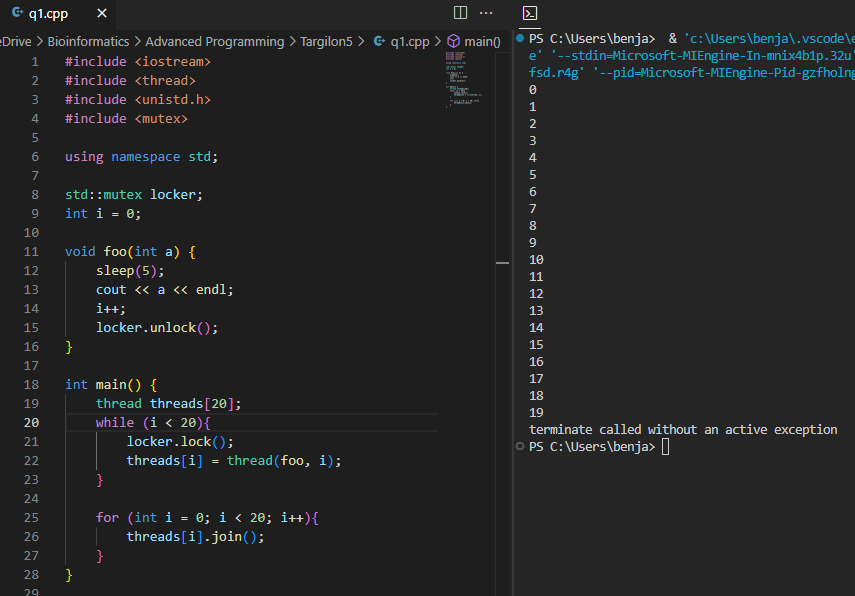 q1.cpp
eDrive > Bioinformatics > Advanced Programming > Targilon5 > q1.cpp > main()
1 #include <iostream>
2 #include <thread>
3 #include <unistd.h>
4 #include <mutex>
5
6 using namespace std;
7
8 std::mutex locker;
9 int i = 0;
10
11 void foo(int a) {
12 sleep(5);
13 cout << a << endl;
14 i++;
15 locker.unlock();
16 }
17
18 int main() {
19 thread threads[20];
20 while (i < 20){
21 locker.lock();
22 threads[i] = thread(foo, i);
23 }
24
25 for (int i = 0; i < 20; i++){
26 threads[i].join();
27 }
28 }
29
PS C:\Users\benja> & 'c:\Users\benja\.vscode\e
e' '--stdin=Microsoft-MIEngine-In-mnix4b1p.32u'
fsd.r4g' '--pid=Microsoft-MIEngine-Pid-gzfholng
0
1
2
3
4
5
6
7
8
9
10
11
12
13
14
15
16
17
18
19
terminate called without an active exception
PS C:\Users\benja>